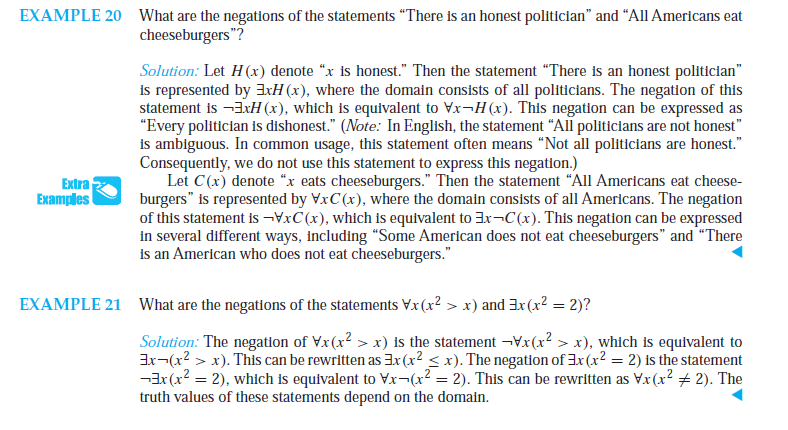 EXAMPLE 20 What are the negations of the statements “There is an honest politician” and “All Americans eat
cheeseburgers”?
Solution: Let H(x) denote “x is honest.” Then the statement “There is an honest politician”
is represented by ∃xH(x), where the domain consists of all politicians. The negation of this
statement is ¬∃xH(x), which is equivalent to ∀x¬H(x). This negation can be expressed as
“Every politician is dishonest.” (Note: In English, the statement “All politicians are not honest”
is ambiguous. In common usage, this statement often means “Not all politicians are honest.”
Consequently, we do not use this statement to express this negation.)
Extra
Examples
Let C(x) denote “x eats cheeseburgers.” Then the statement “All Americans eat cheese-
burgers” is represented by ∀xC(x), where the domain consists of all Americans. The negation
of this statement is ¬∀xC(x), which is equivalent to ∃x¬C(x). This negation can be expressed
in several different ways, including “Some American does not eat cheeseburgers” and “There
is an American who does not eat cheeseburgers.”
EXAMPLE 21 What are the negations of the statements ∀x(x² > x) and ∃x(x² = 2)?
Solution: The negation of ∀x(x² > x) is the statement ¬∀x(x² > x), which is equivalent to
∃x¬(x² > x). This can be rewritten as ∃x(x² ≤ x). The negation of ∃x(x² = 2) is the statement
¬∃x(x² = 2), which is equivalent to ∀x¬(x² = 2). This can be rewritten as ∀x(x² ≠ 2). The
truth values of these statements depend on the domain.